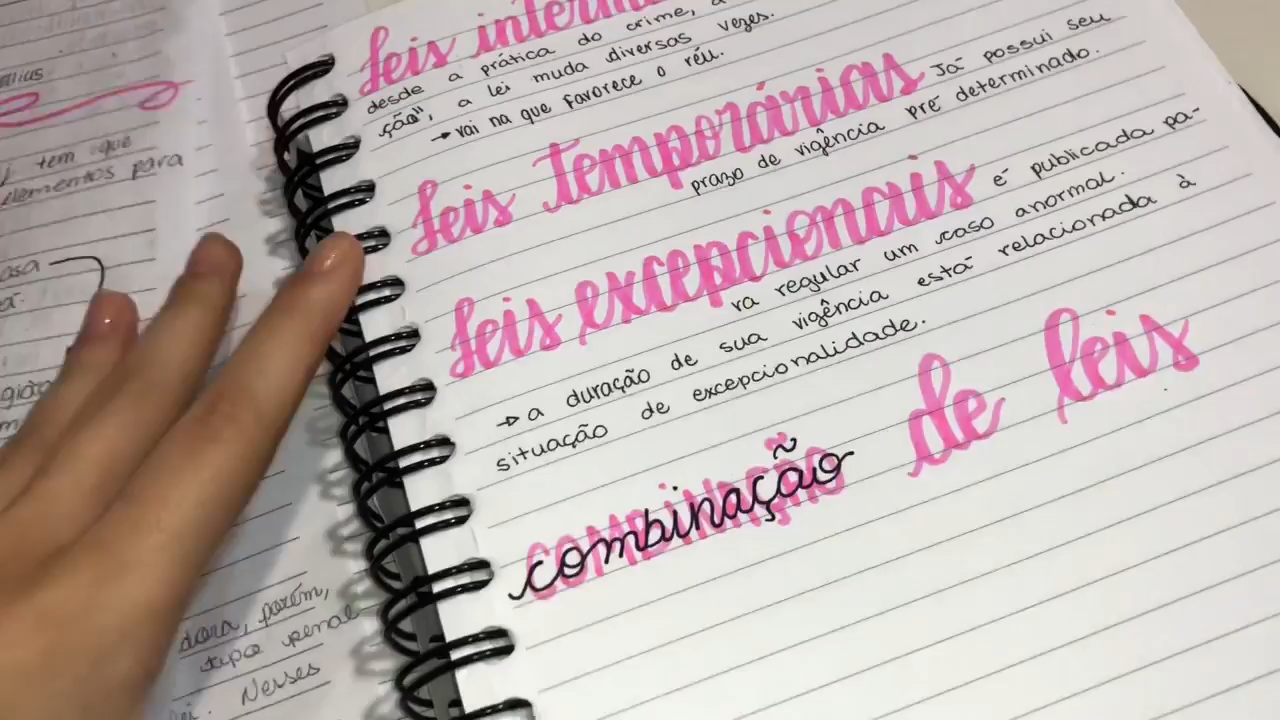 tem que
elementos para
dora, porém,
tipo penal
Nesses
Leis
desde a prática do crime,
ção", a lei muda diversas vezes.
→ vai na que favorece o réu.
Leis temporárias Já possui seu
prazo de vigência pré determinado.
Leis excepcionais é publicada pa-
ra regular um caso anormal.
→ a duração de sua vigência está relacionada à
situação de excepcionalidade.
combinação de leis